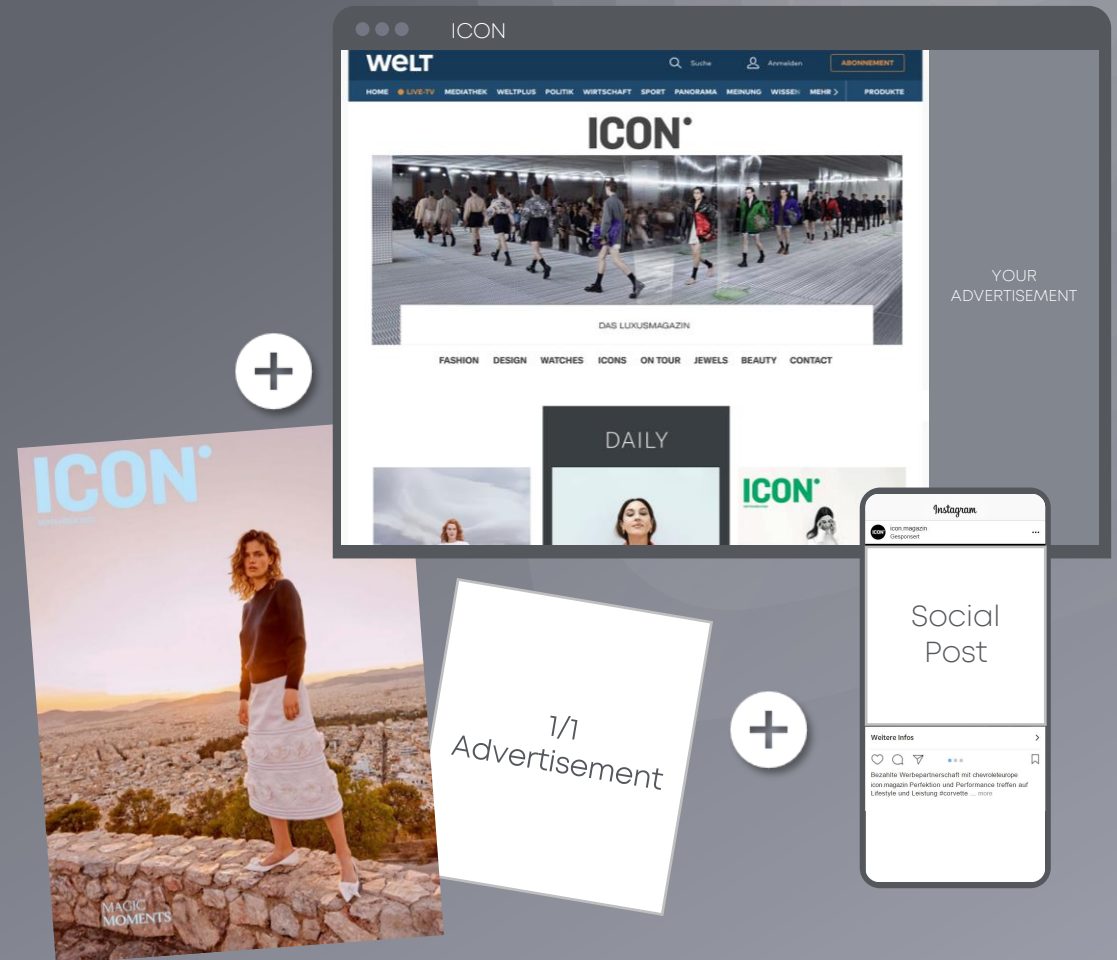 ICON
WELT
Suche
Anmelden
ABONNEMENT
HOME LIVE-TV MEDIATHEK WELTPLUS POLITIK WIRTSCHAFT SPORT PANORAMA MEINUNG WISSEN MEHR PRODUKTE
ICON
DAS LUXUSMAGAZIN
FASHION DESIGN WATCHES ICONS ON TOUR JEWELS BEAUTY CONTACT
DAILY
ICON
YOUR
ADVERTISEMENT
ICON
MAGIC
MOMENTS
1/1
Advertisement
Instagram
ICON
icon.magazin
Gesponsert
Social
Post
Weitere Infos
Bezahlte Werbepartnerschaft mit chevroleteurope
icon.magazin Perfektion und Performance treffen auf
Lifestyle und Leistung #corvette ... more